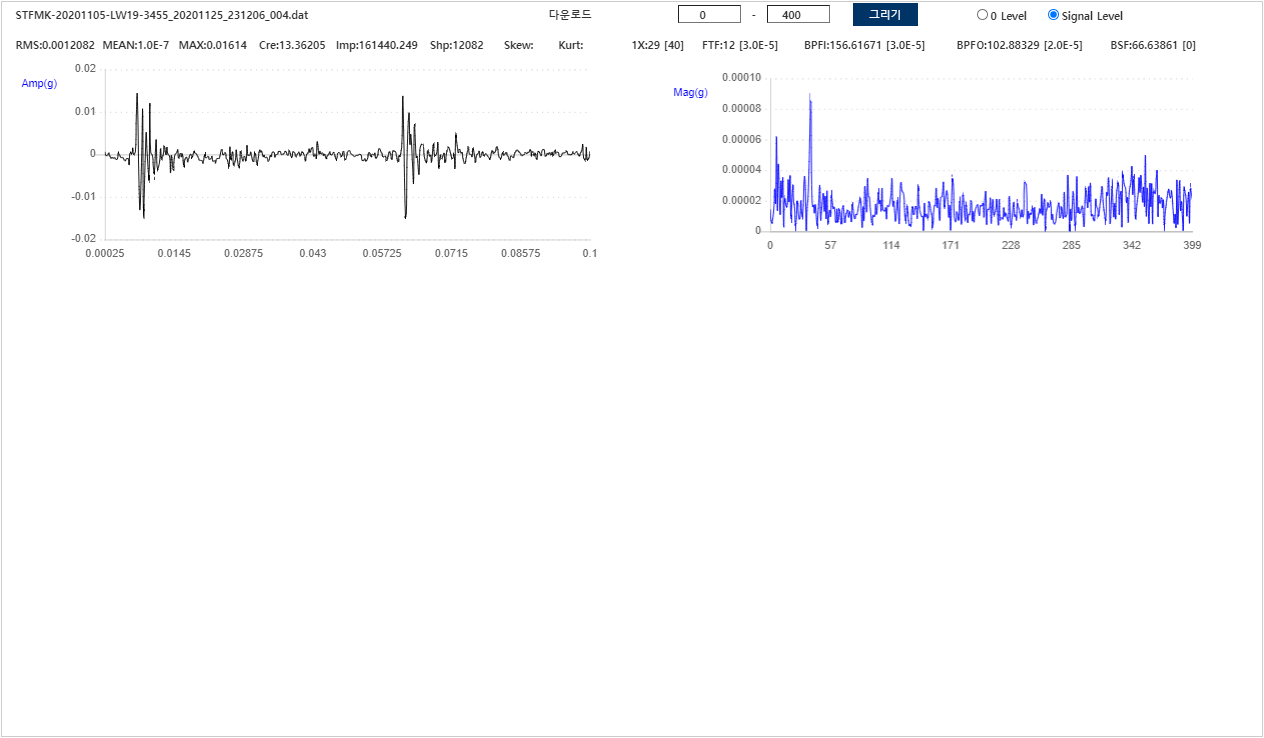 STFMK-20201105-LW19-3455_20201125_231206_004.dat 다운로드 0 - 400 그리기 0 Level Signal Level
RMS:0.0012082 MEAN:1.0E-7 MAX:0.01614 Cre:13.36205 Imp:161440.249 Shp:12082 Skew: Kurt: 1X:29 [40] FTF:12 [3.0E-5] BPFI:156.61671 [3.0E-5] BPFO:102.88329 [2.0E-5] BSF:66.63861 [0]
Amp(g)
0.02
0.01
0
-0.01
-0.02
0.00025 0.0145 0.02875 0.043 0.05725 0.0715 0.08575 0.1
Mag(g)
0.00010
0.00008
0.00006
0.00004
0.00002
0
0 57 114 171 228 285 342 399